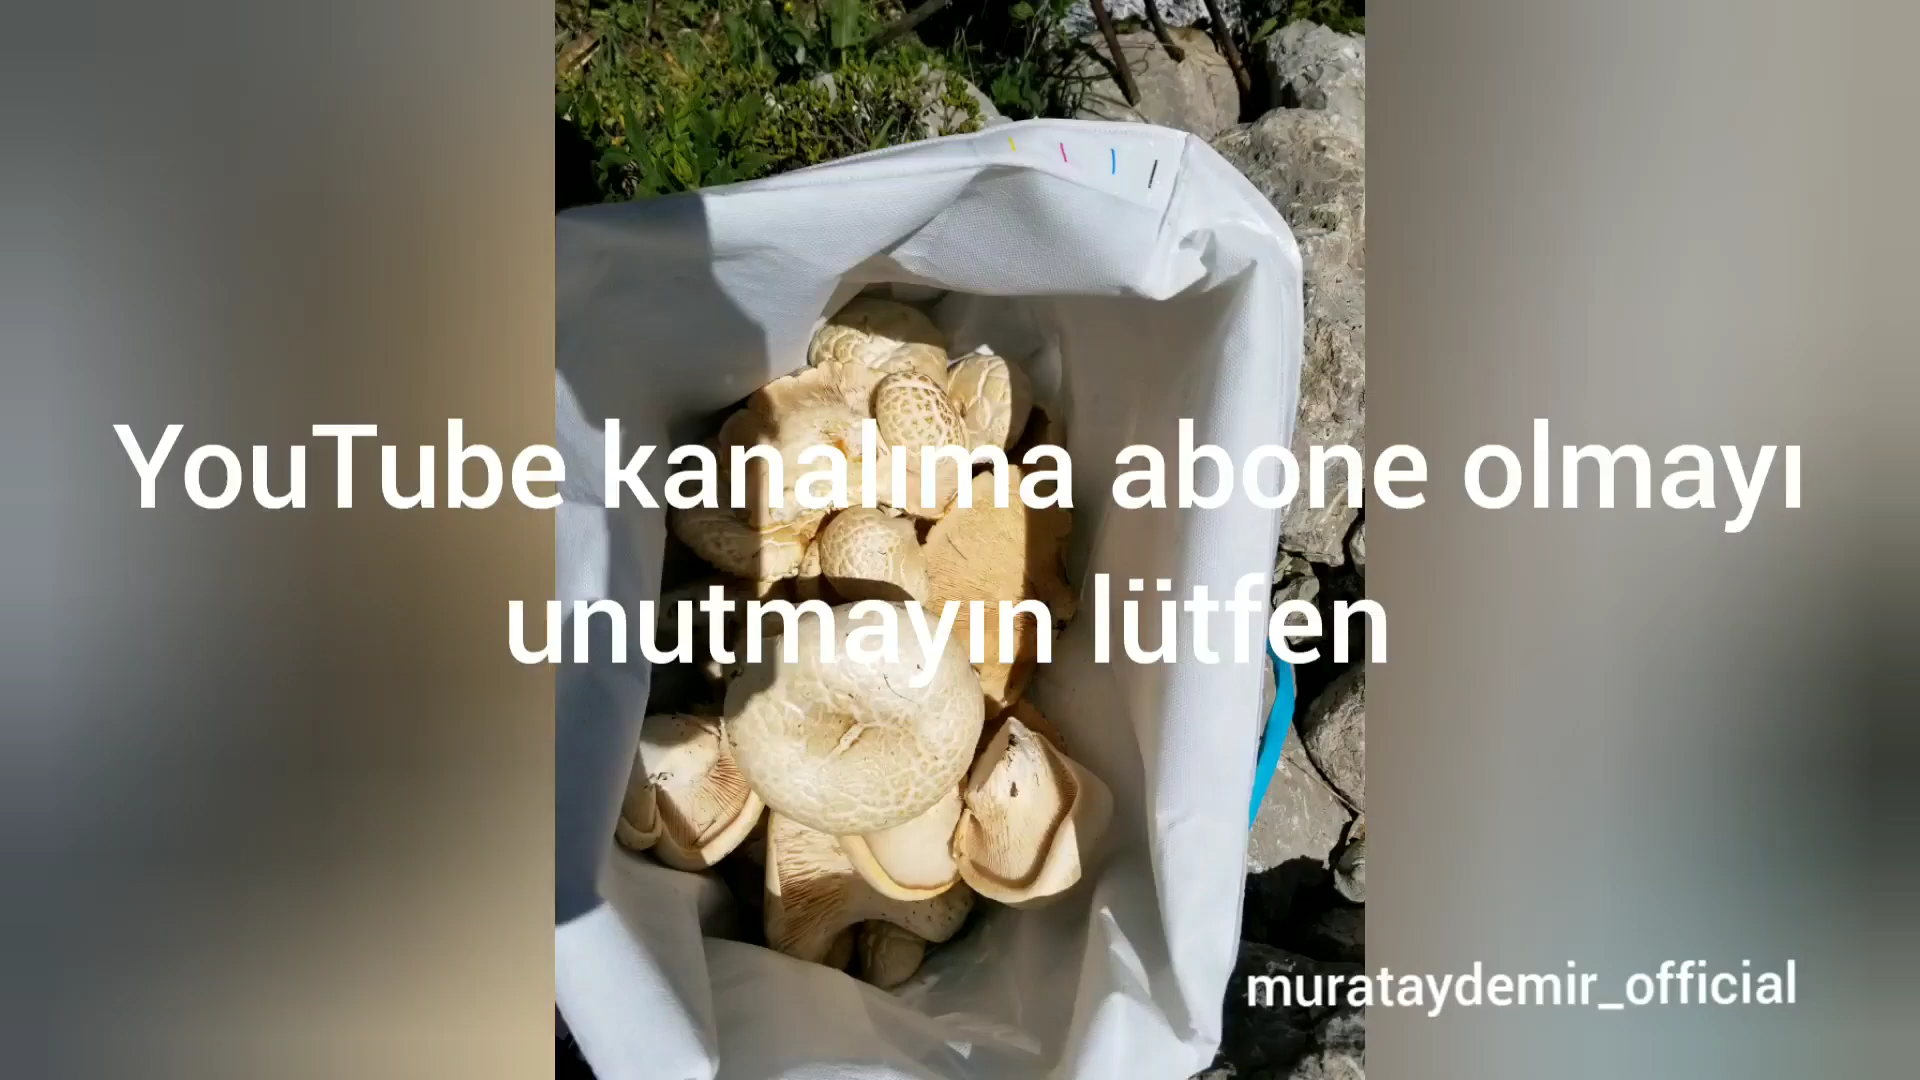 YouTube kanalıma abone olmayı
unutmayın lütfen
murataydemir_official